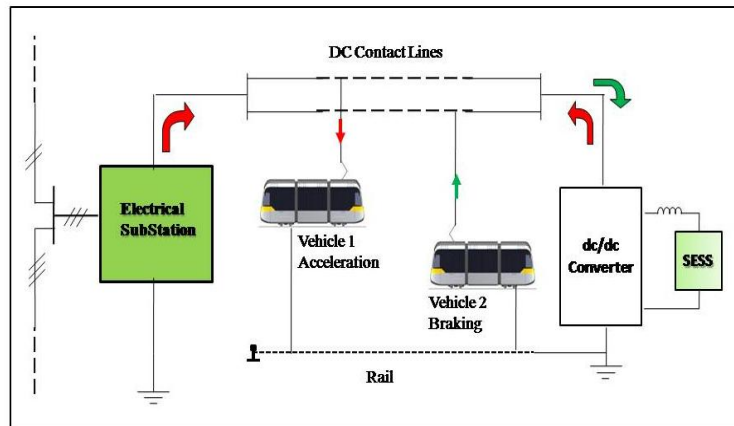 DC Contact Lines
Electrical
SubStation
Vehicle 1
Acceleration
Vehicle 2
Braking
dc/dc
Converter
SESS
Rail